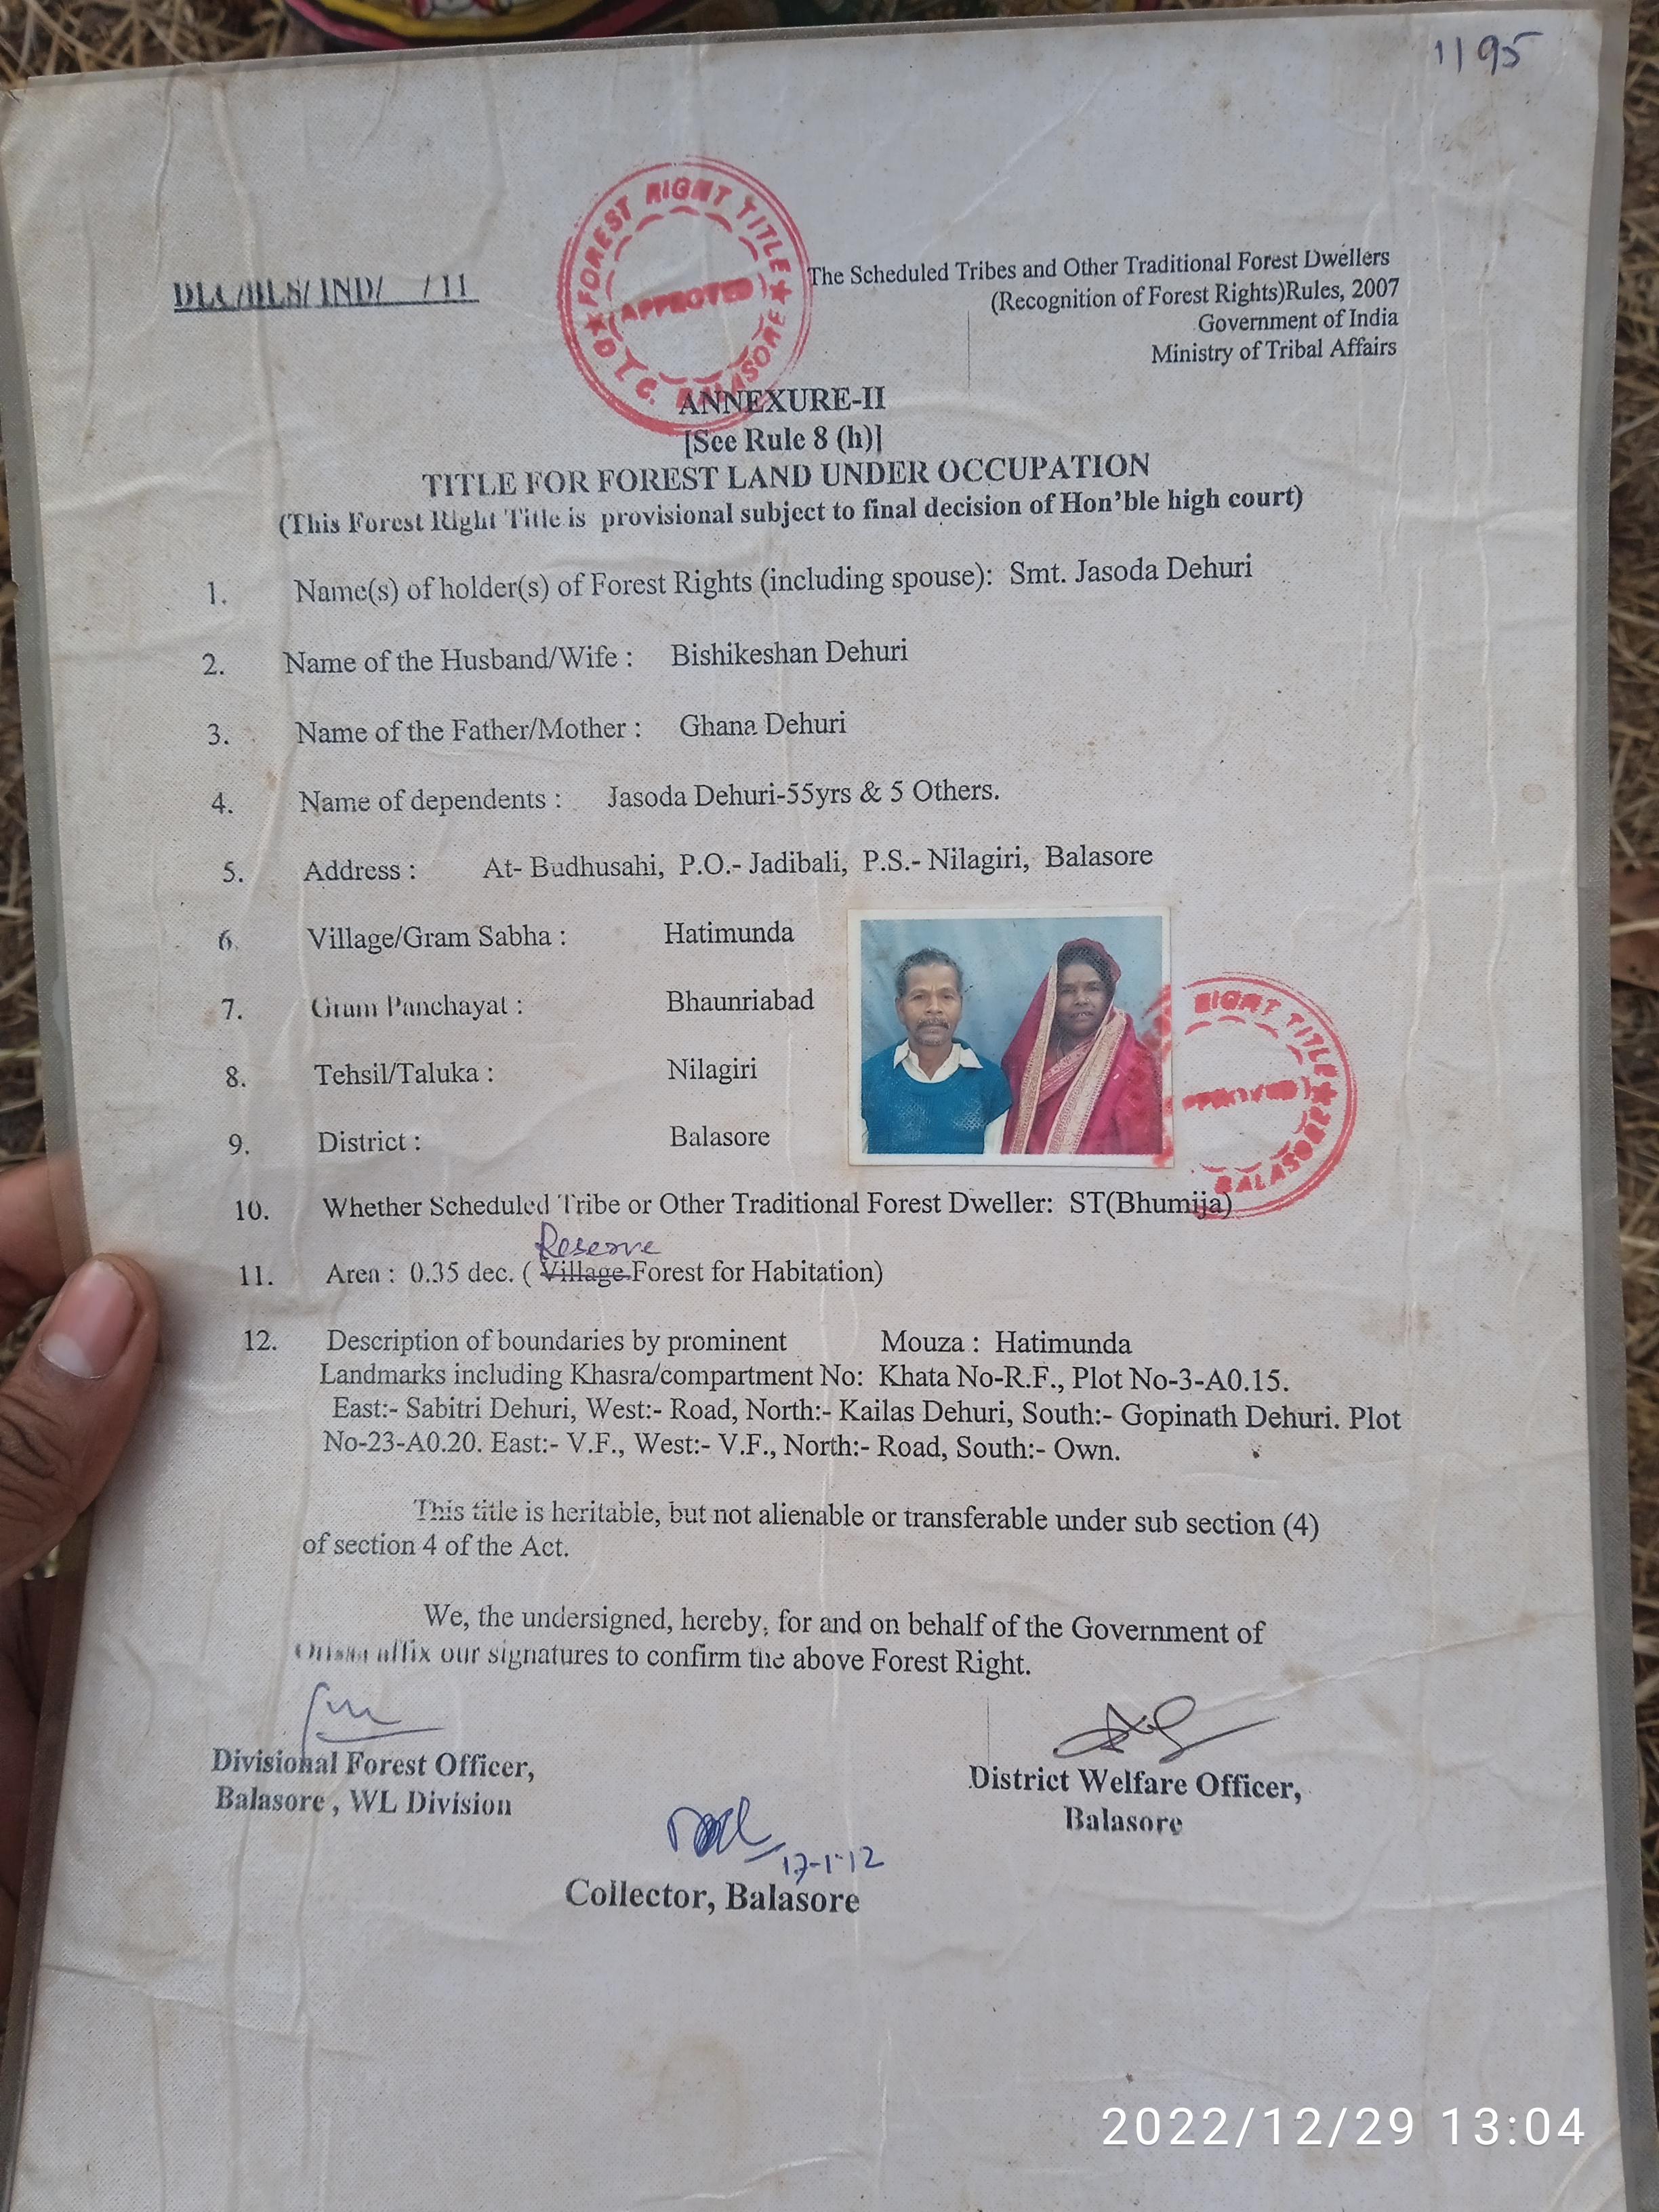 1195
FOREST RIGHT TITLE
APPROVED
D.L.C. BALASORE
DLC/BLS/IND/ /11
The Scheduled Tribes and Other Traditional Forest Dwellers
(Recognition of Forest Rights)Rules, 2007
Government of India
Ministry of Tribal Affairs
ANNEXURE-II
[See Rule 8 (h)]
TITLE FOR FOREST LAND UNDER OCCUPATION
(This Forest Right Title is provisional subject to final decision of Hon'ble high court)
1. Name(s) of holder(s) of Forest Rights (including spouse): Smt. Jasoda Dehuri
2. Name of the Husband/Wife : Bishikeshan Dehuri
3. Name of the Father/Mother : Ghana Dehuri
4. Name of dependents : Jasoda Dehuri-55yrs & 5 Others.
5. Address : At- Budhusahi, P.O.- Jadibali, P.S.- Nilagiri, Balasore
6. Village/Gram Sabha : Hatimunda
7. Gram Panchayat : Bhaunriabad
8. Tehsil/Taluka : Nilagiri
9. District : Balasore
RIGHT TITLE
BALASORE
10. Whether Scheduled Tribe or Other Traditional Forest Dweller: ST(Bhumija)
Reserve
11. Area : 0.35 dec. ( Village Forest for Habitation)
12. Description of boundaries by prominent Mouza : Hatimunda
Landmarks including Khasra/compartment No: Khata No-R.F., Plot No-3-A0.15.
East:- Sabitri Dehuri, West:- Road, North:- Kailas Dehuri, South:- Gopinath Dehuri. Plot
No-23-A0.20. East:- V.F., West:- V.F., North:- Road, South:- Own.
This title is heritable, but not alienable or transferable under sub section (4)
of section 4 of the Act.
We, the undersigned, hereby, for and on behalf of the Government of
Orissa affix our signatures to confirm the above Forest Right.
Divisional Forest Officer,
Balasore , WL Division
District Welfare Officer,
Balasore
17-1-12
Collector, Balasore
2022/12/29 13:04